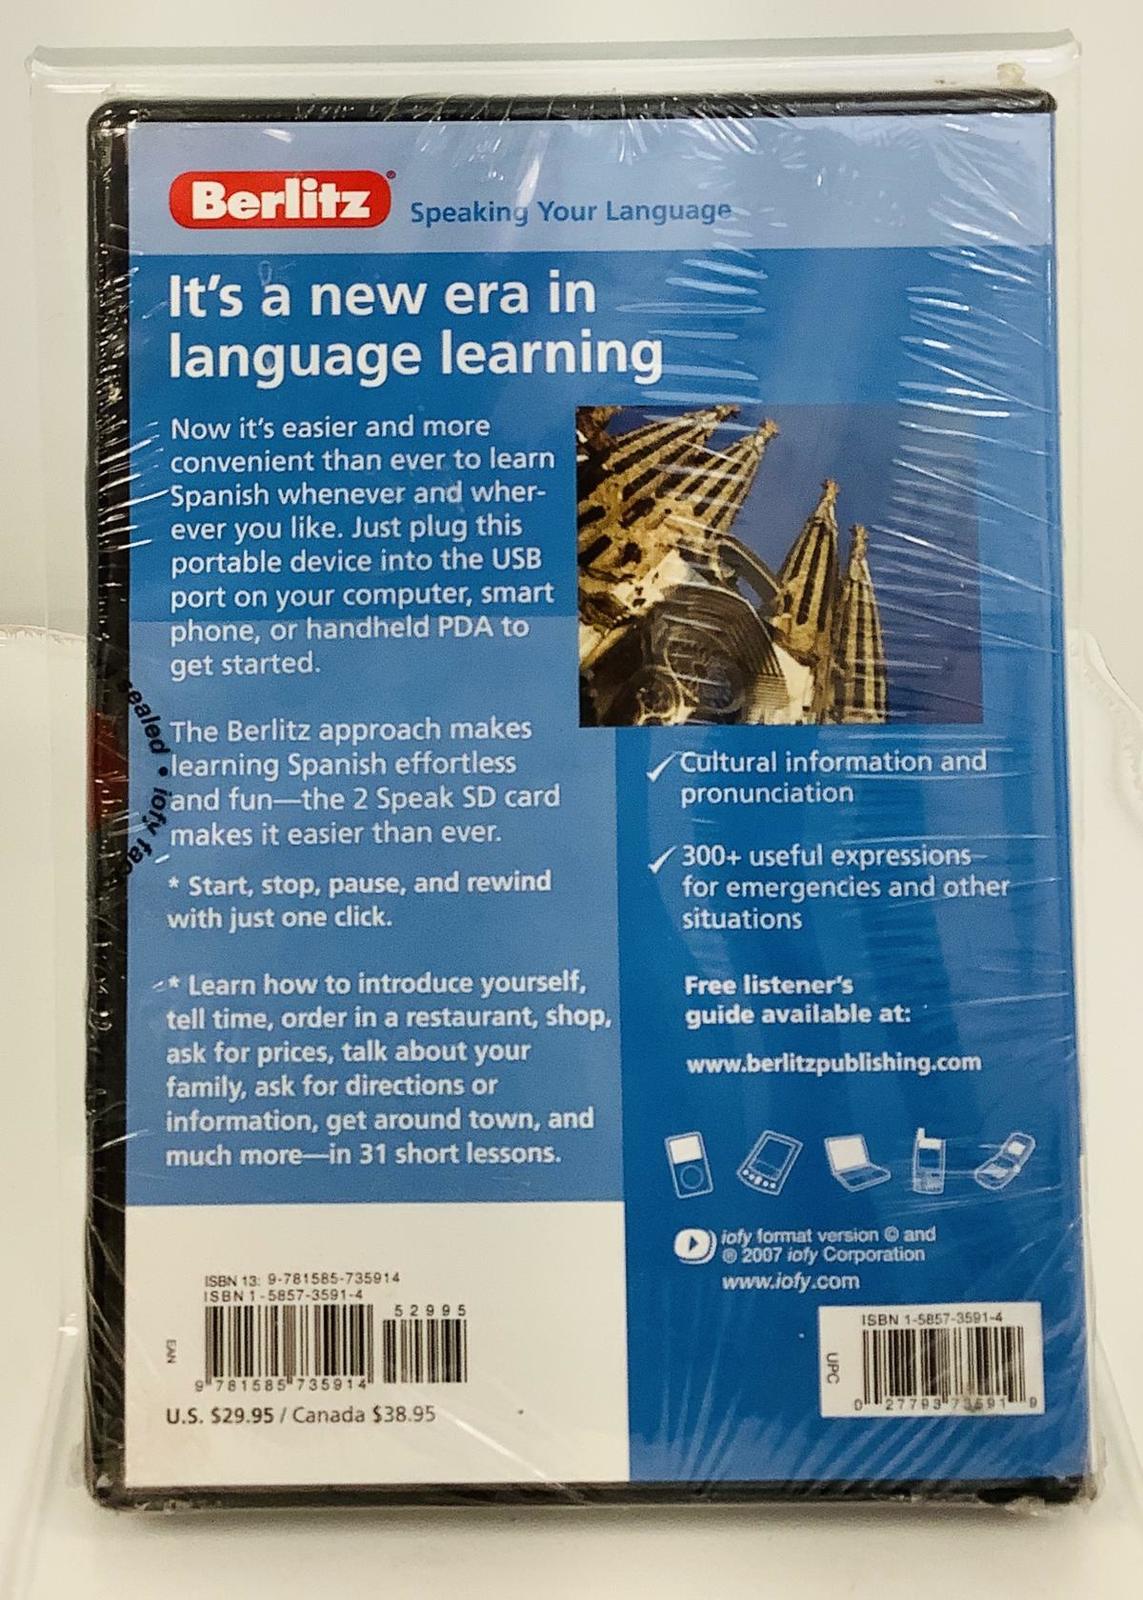 Berlitz®
Speaking Your Language
It's a new era in
language learning
Now it's easier and more
convenient than ever to learn
Spanish whenever and wher-
ever you like. Just plug this
portable device into the USB
port on your computer, smart
phone, or handheld PDA to
get started.
The Berlitz approach makes
learning Spanish effortless
and fun—the 2 Speak SD card
makes it easier than ever.
* Start, stop, pause, and rewind
with just one click.
* Learn how to introduce yourself,
tell time, order in a restaurant, shop,
ask for prices, talk about your
family, ask for directions or
information, get around town, and
much more—in 31 short lessons.
sealed • iofy
Cultural information and
pronunciation
300+ useful expressions
for emergencies and other
situations
Free listener's
guide available at:
www.berlitzpublishing.com
iofy format version © and
℗ 2007 iofy Corporation
www.iofy.com
ISBN 13: 9-781585-735914
ISBN 1-5857-3591-4
52995
EAN
9 781585 735914
U.S. $29.95 / Canada $38.95
ISBN 1-5857-3591-4
UPC
0 27793 73591 9